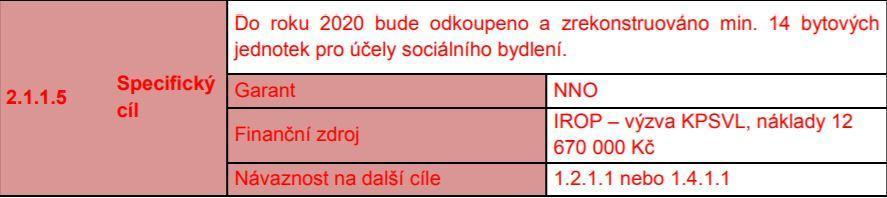 2.1.1.5
Specifický
cíl
Do roku 2020 bude odkoupeno a zrekonstruováno min. 14 bytových
jednotek pro účely sociálního bydlení.
Garant
NNO
Finanční zdroj
IROP – výzva KPSVL, náklady 12
670 000 Kč
Návaznost na další cíle
1.2.1.1 nebo 1.4.1.1